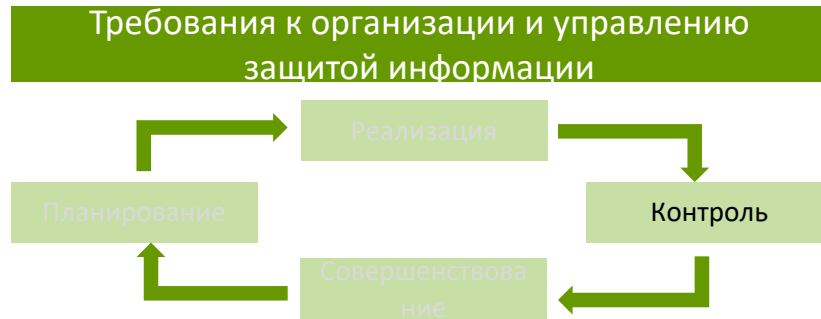 Требования к организации и управлению
защитой информации
Реализация
Планирование
Контроль
Совершенствова
ние